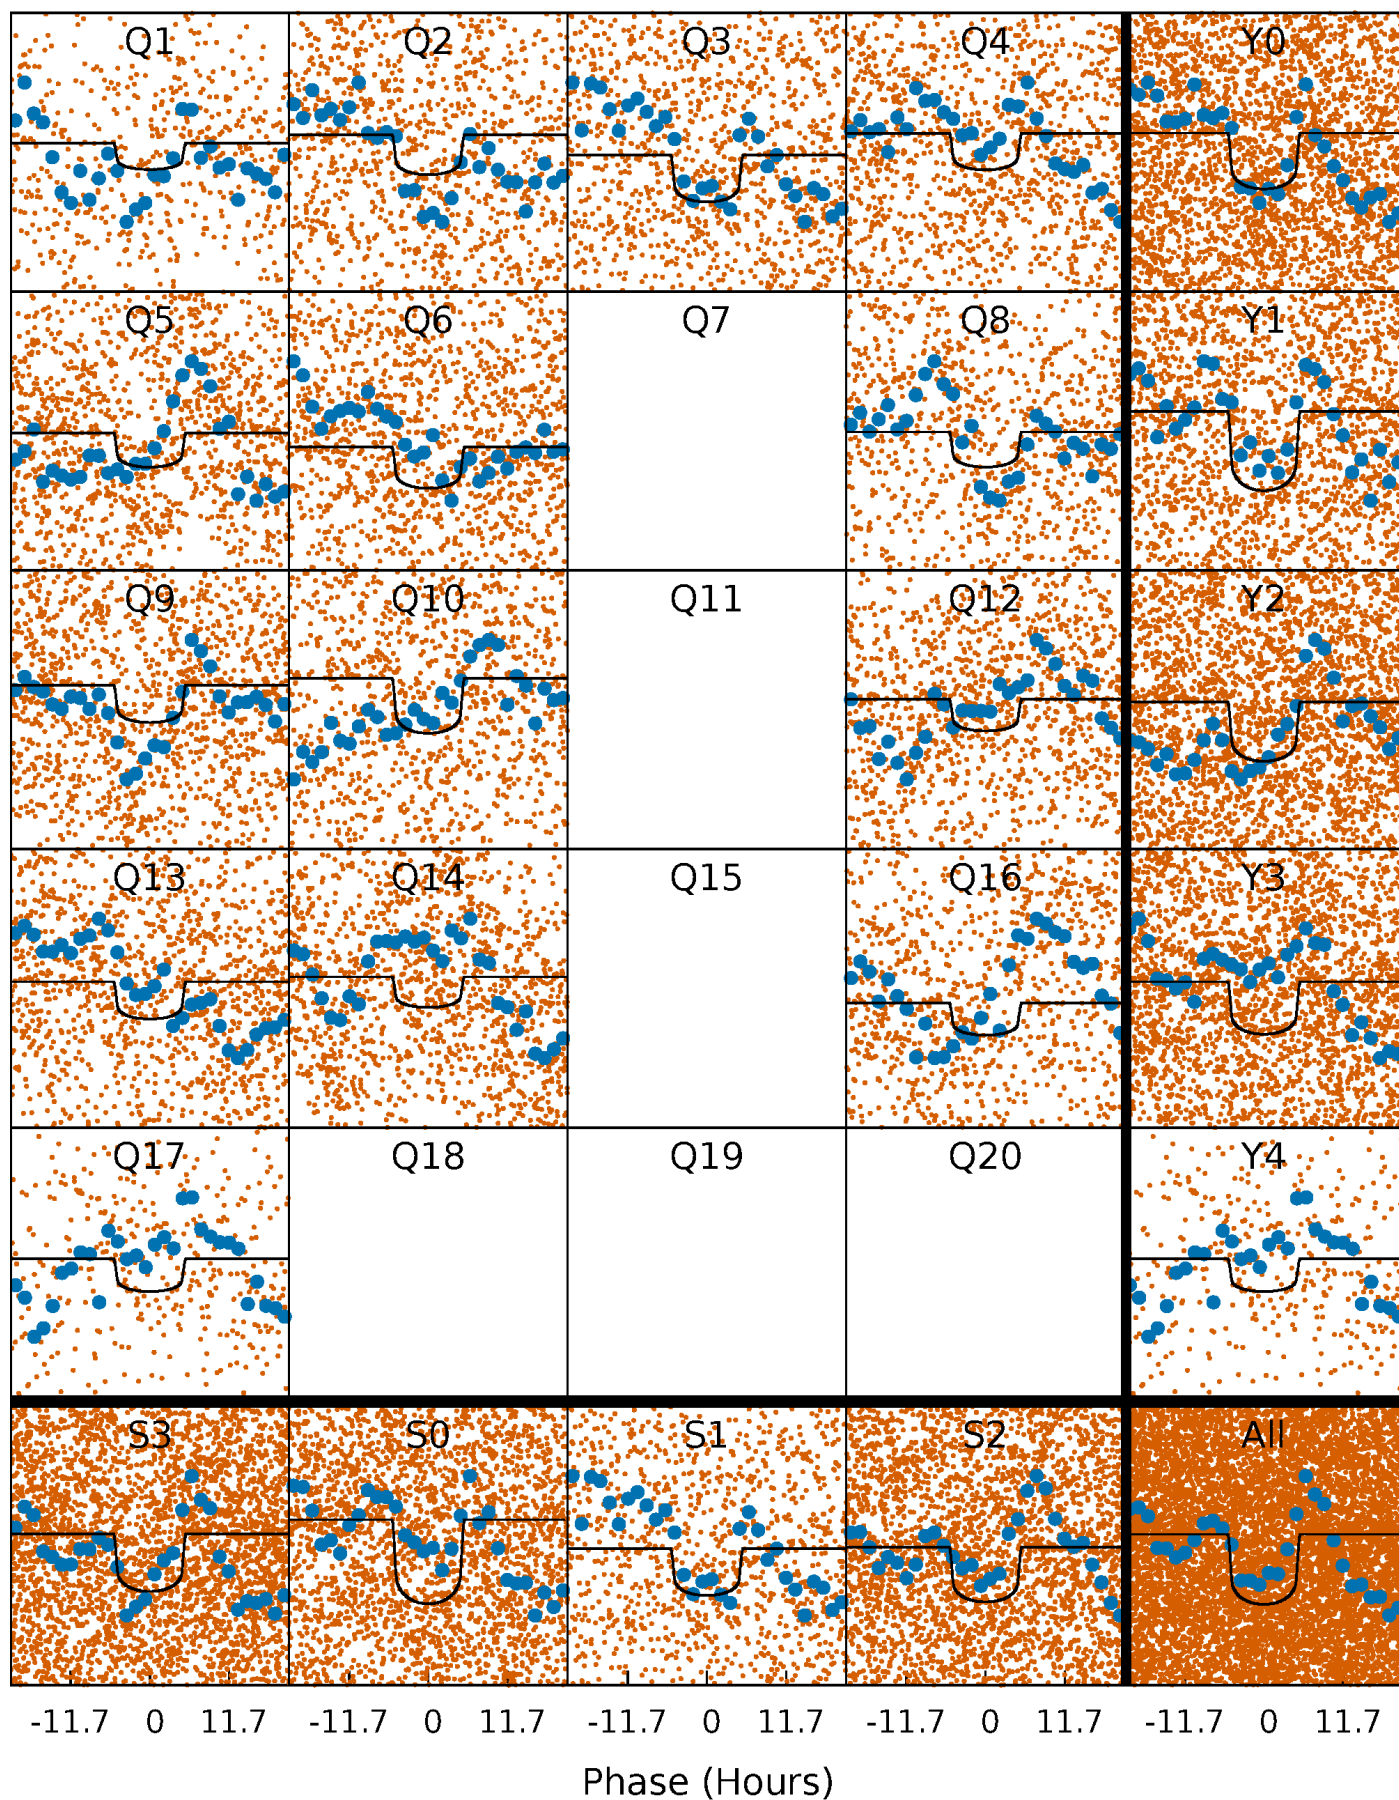 Q1 Q2 Q3 Q4 Y0
Q5 Q6 Q7 Q8 Y1
Q9 Q10 Q11 Q12 Y2
Q13 Q14 Q15 Q16 Y3
Q17 Q18 Q19 Q20 Y4
S3 S0 S1 S2 All
-11.7 0 11.7 -11.7 0 11.7 -11.7 0 11.7 -11.7 0 11.7 -11.7 0 11.7
Phase (Hours)